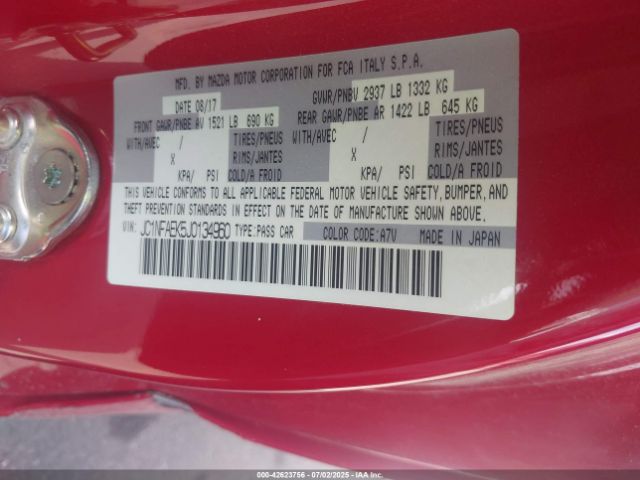 MFD. BY MAZDA MOTOR CORPORATION FOR FCA ITALY S.P.A.
DATE 08/17 GVWR/PNBV 2937 LB 1332 KG
FRONT GAWR/PNBE AV 1521 LB 690 KG REAR GAWR/PNBE AR 1422 LB 645 KG
WITH/AVEC / TIRES/PNEUS WITH/AVEC / TIRES/PNEUS
X RIMS/JANTES X RIMS/JANTES
KPA/ PSI COLD/A FROID KPA/ PSI COLD/A FROID
THIS VEHICLE CONFORMS TO ALL APPLICABLE FEDERAL MOTOR VEHICLE SAFETY, BUMPER, AND
THEFT PREVENTION STANDARDS IN EFFECT ON THE DATE OF MANUFACTURE SHOWN ABOVE.
VIN: JC1NFAEK5J0134960 TYPE: PASS CAR COLOR CODE: A7V MADE IN JAPAN
000-42623756 - 07/02/2025 - IAAI.COM